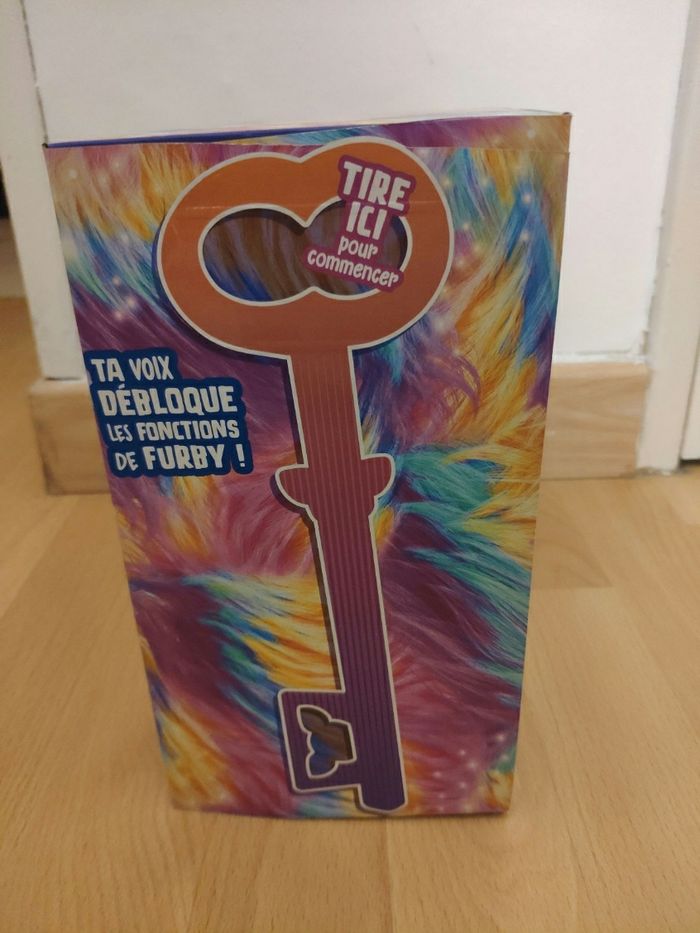 TIRE
ICI
pour
commencer
TA VOIX
DÉBLOQUE
LES FONCTIONS
DE FURBY !